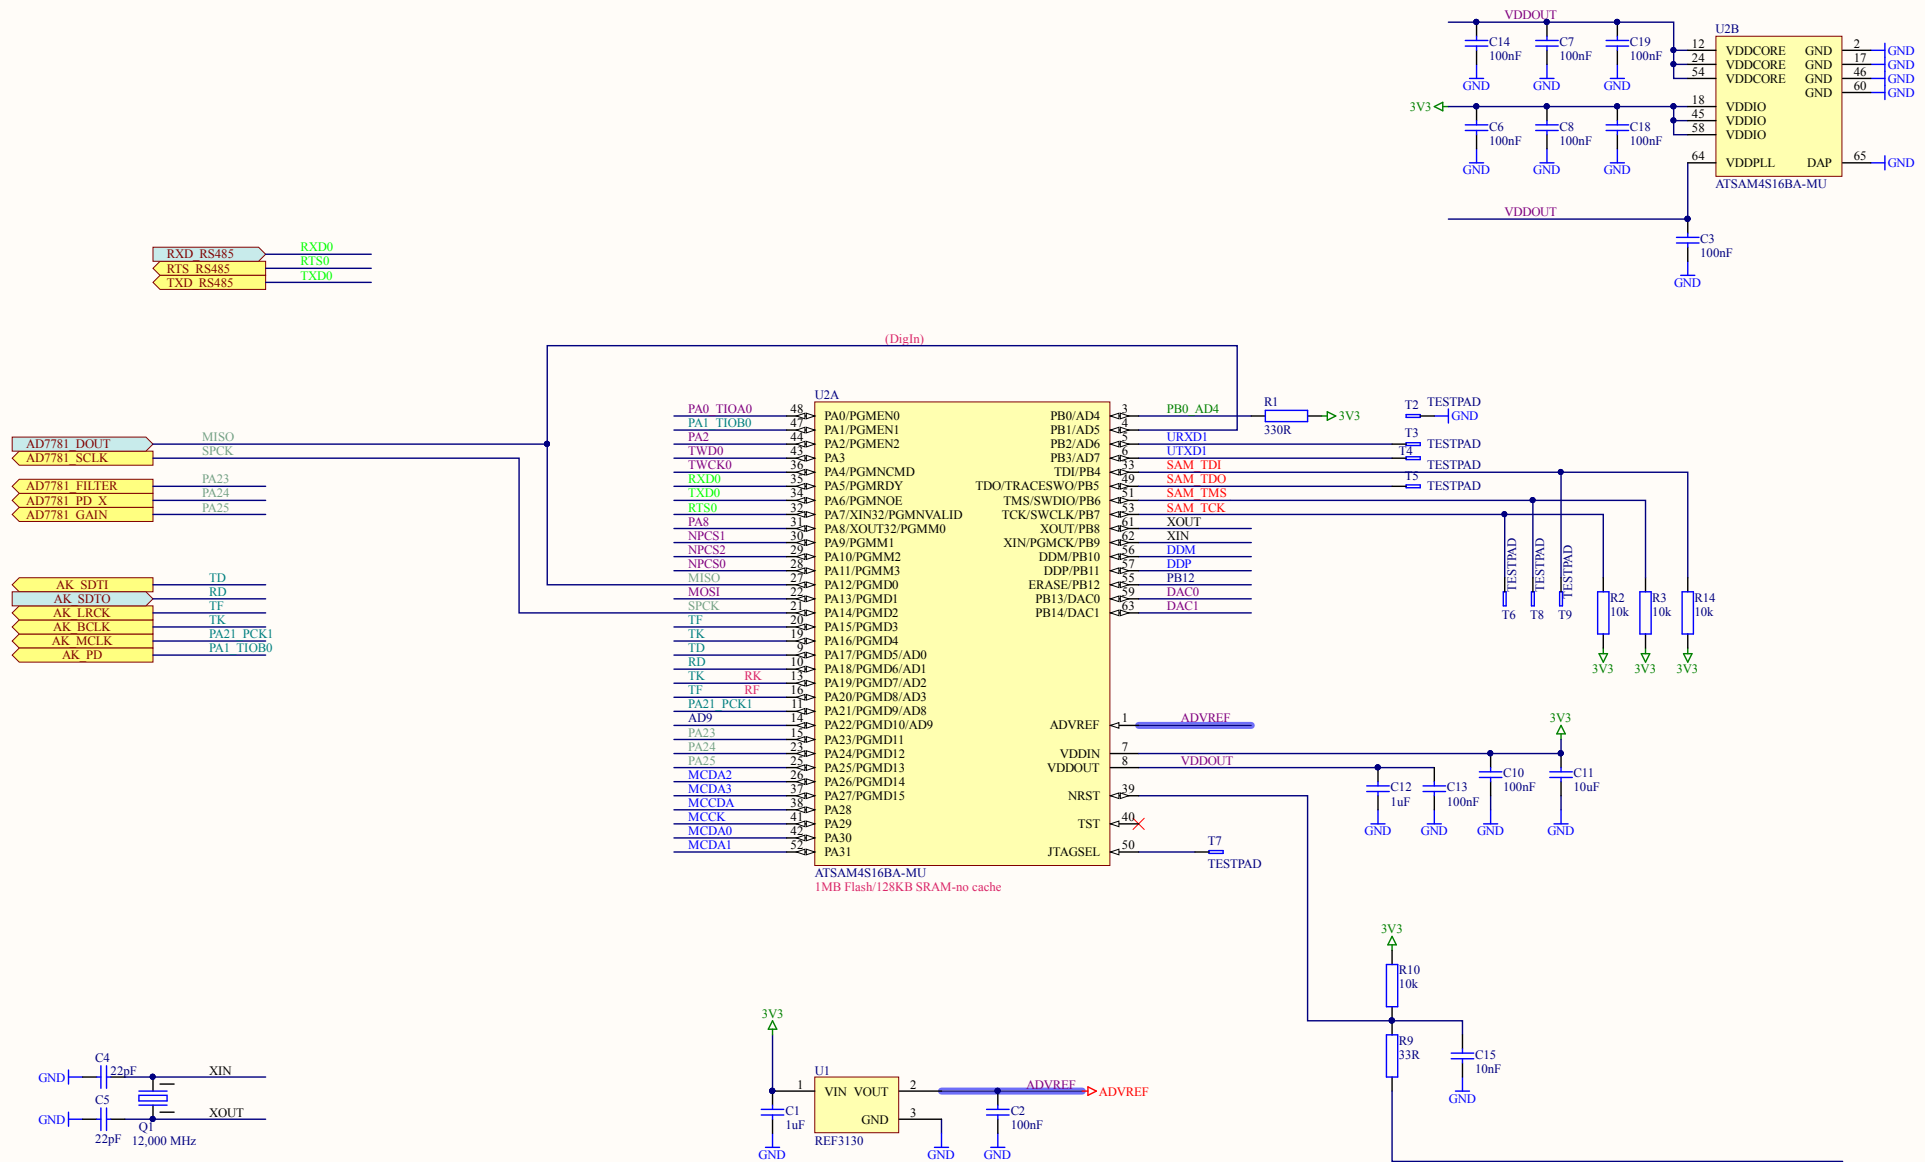 VDDOUT
C14
100nF
GND
C7
100nF
GND
C19
100nF
GND
U2B
12 VDDCORE GND 2 GND
24 VDDCORE GND 17 GND
54 VDDCORE GND 46 GND
GND 60 GND
3V3 18 VDDIO
45 VDDIO
58 VDDIO
C6
100nF
GND
C8
100nF
GND
C18
100nF
GND
64 VDDPLL DAP 65 GND
ATSAM4S16BA-MU
VDDOUT
C3
100nF
GND
RXD_RS485 RXD0
RTS_RS485 RTS0
TXD_RS485 TXD0
(DigIn)
AD7781_DOUT MISO
AD7781_SCLK SPCK
AD7781_FILTER PA23
AD7781_PD_X PA24
AD7781_GAIN PA25
AK_SDTI TD
AK_SDTO RD
AK_LRCK TF
AK_BCLK TK
AK_MCLK PA21_PCK1
AK_PD PA1_TIOB0
U2A
PA0_TIOA0 48 PA0/PGMEN0
PA1_TIOB0 47 PA1/PGMEN1
PA2 44 PA2/PGMEN2
TWD0 43 PA3
TWCK0 36 PA4/PGMNCMD
RXD0 35 PA5/PGMRDY
TXD0 34 PA6/PGMNOE
RTS0 32 PA7/XIN32/PGMNVALID
PA8 31 PA8/XOUT32/PGMM0
NPCS1 30 PA9/PGMM1
NPCS2 29 PA10/PGMM2
NPCS0 28 PA11/PGMM3
MISO 27 PA12/PGMD0
MOSI 22 PA13/PGMD1
SPCK 21 PA14/PGMD2
TF 20 PA15/PGMD3
TK 19 PA16/PGMD4
TD 9 PA17/PGMD5/AD0
RD 10 PA18/PGMD6/AD1
TK RK 13 PA19/PGMD7/AD2
TF RF 16 PA20/PGMD8/AD3
PA21_PCK1 11 PA21/PGMD9/AD8
AD9 14 PA22/PGMD10/AD9
PA23 15 PA23/PGMD11
PA24 23 PA24/PGMD12
PA25 25 PA25/PGMD13
MCDA2 26 PA26/PGMD14
MCDA3 37 PA27/PGMD15
MCCDA 38 PA28
MCCK 41 PA29
MCDA0 42 PA30
MCDA1 52 PA31
PB0/AD4 3 PB0_AD4
PB1/AD5 4
PB2/AD6 5 URXD1
PB3/AD7 6 UTXD1
TDI/PB4 33 SAM_TDI
TDO/TRACESWO/PB5 49 SAM_TDO
TMS/SWDIO/PB6 51 SAM_TMS
TCK/SWCLK/PB7 53 SAM_TCK
XOUT/PB8 61 XOUT
XIN/PGMCK/PB9 62 XIN
DDM/PB10 56 DDM
DDP/PB11 57 DDP
ERASE/PB12 55 PB12
PB13/DAC0 59 DAC0
PB14/DAC1 63 DAC1
ADVREF 1 ADVREF
VDDIN 7
VDDOUT 8 VDDOUT
NRST 39
TST 40
JTAGSEL 50
T7
TESTPAD
ATSAM4S16BA-MU
1MB Flash/128KB SRAM-no cache
R1
330R
3V3
T2 TESTPAD
GND
T3
TESTPAD
T4
TESTPAD
T5
TESTPAD
TESTPAD
T6
TESTPAD
T8
TESTPAD
T9
R2
10k
3V3
R3
10k
3V3
R14
10k
3V3
3V3
C12
1uF
GND
C13
100nF
GND
C10
100nF
GND
C11
10uF
GND
3V3
R10
10k
R9
33R
C15
10nF
GND
C4
22pF
GND
XIN
C5
22pF
GND
XOUT
Q1
12,000 MHz
3V3
C1
1uF
GND
U1
1 VIN VOUT 2
GND 3
REF3130
GND
ADVREF
ADVREF
C2
100nF
GND